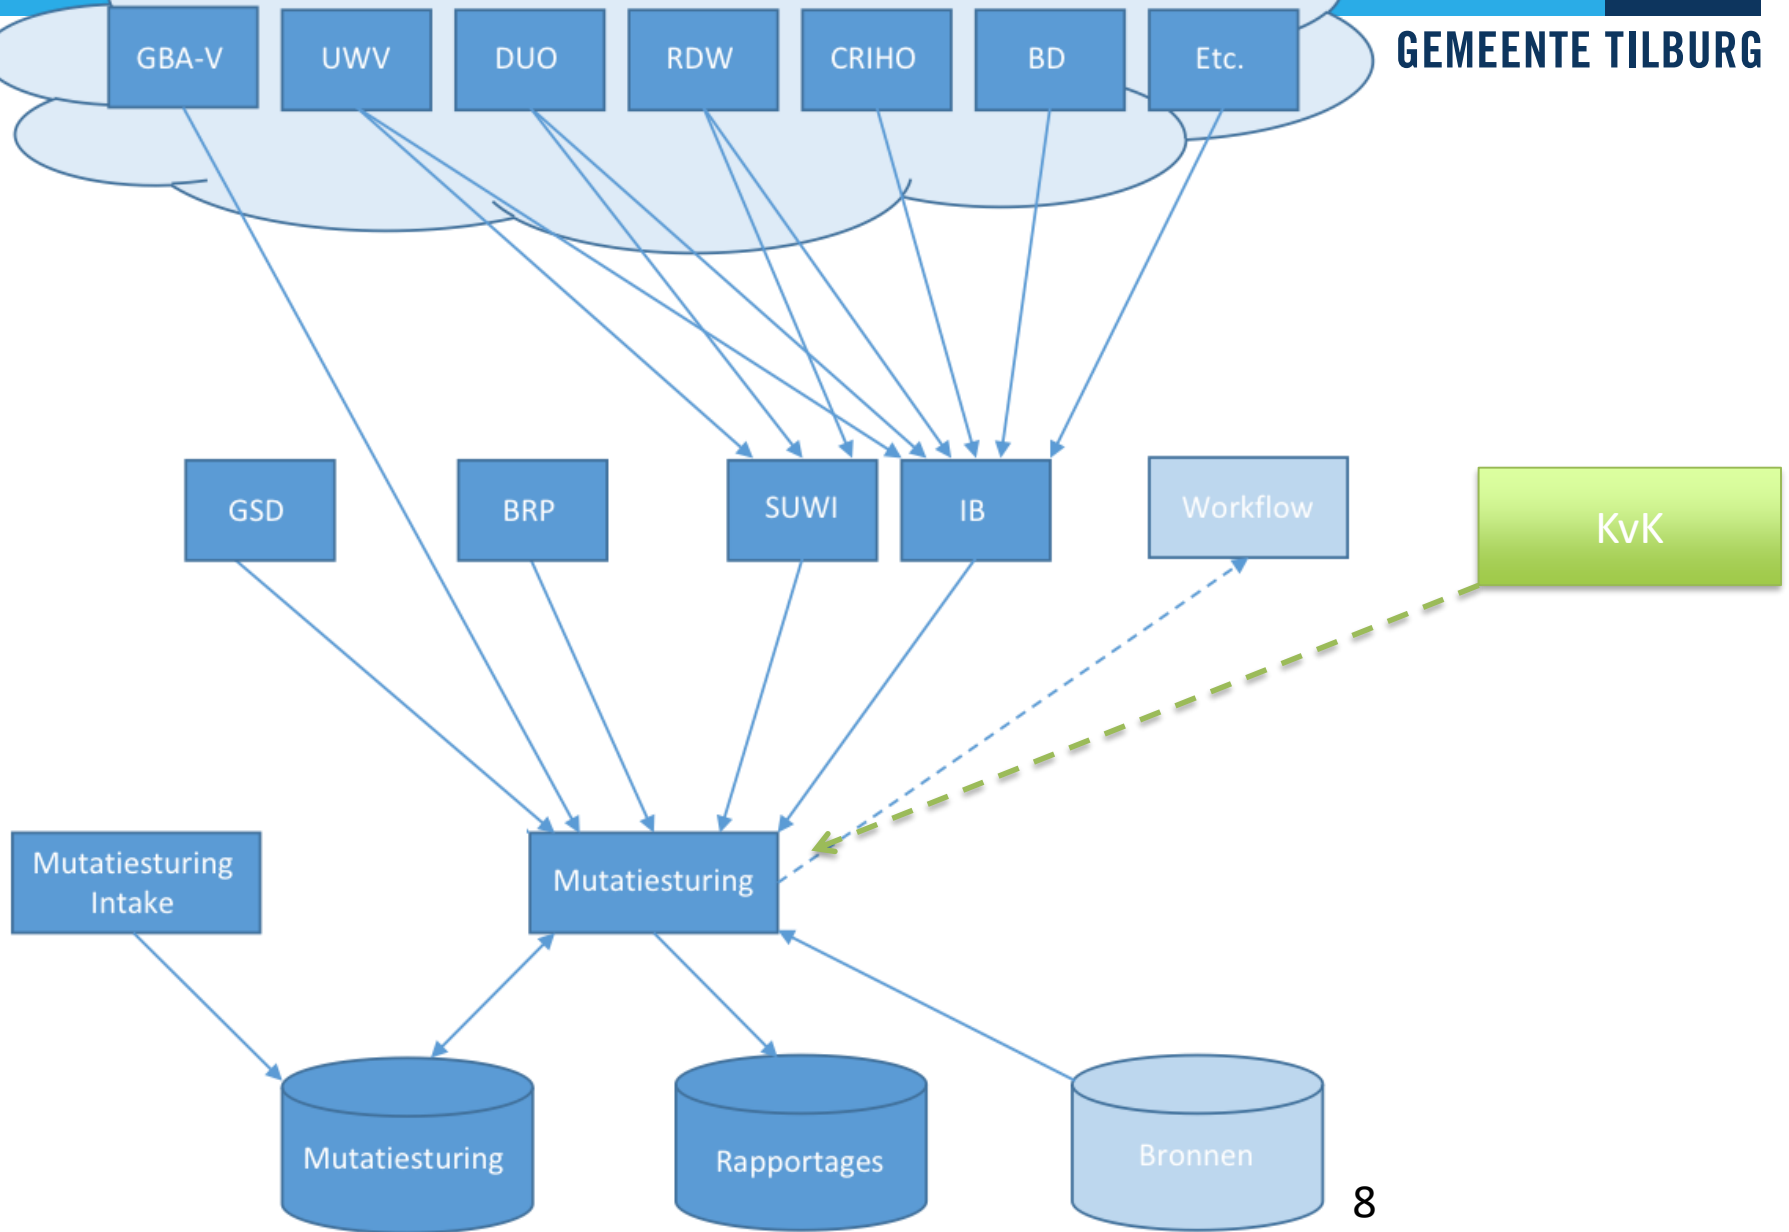 GBA-V
UWV
DUO
RDW
CRIHO
BD
Etc.
GEMEENTE TILBURG
GSD
BRP
SUWI
IB
Workflow
KvK
Mutatiesturing
Intake
Mutatiesturing
Mutatiesturing
Rapportages
Bronnen
8